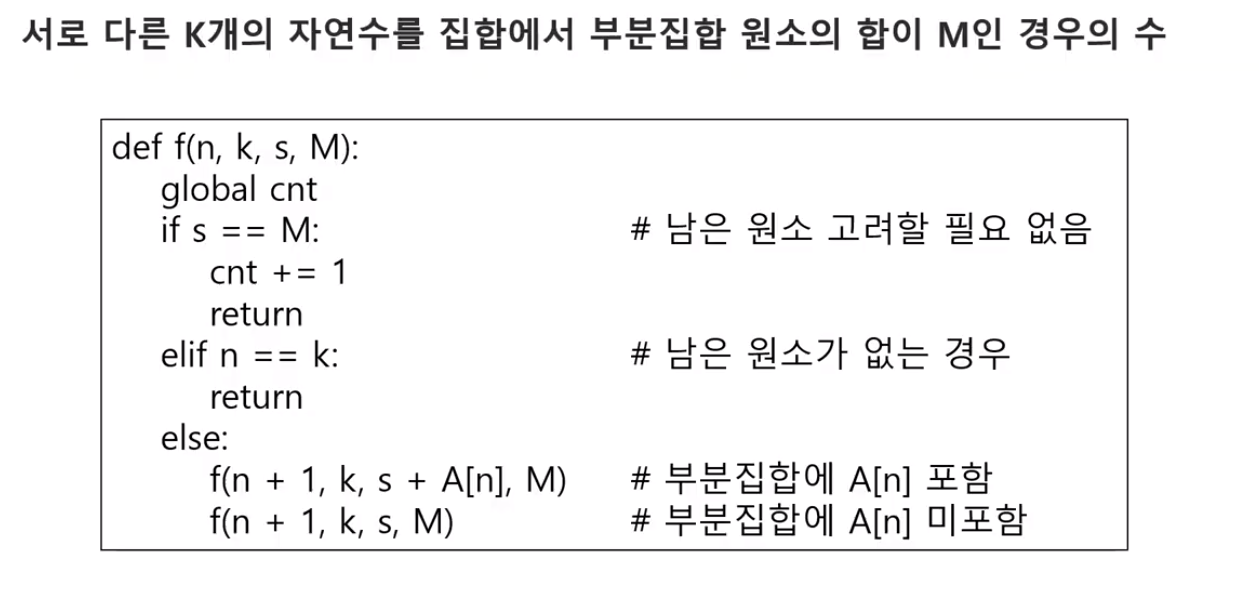 서로 다른 K개의 자연수를 집합에서 부분집합 원소의 합이 M인 경우의 수
def f(n, k, s, M):
global cnt
if s == M: # 남은 원소 고려할 필요 없음
cnt += 1
return
elif n == k: # 남은 원소가 없는 경우
return
else:
f(n + 1, k, s + A[n], M) # 부분집합에 A[n] 포함
f(n + 1, k, s, M) # 부분집합에 A[n] 미포함